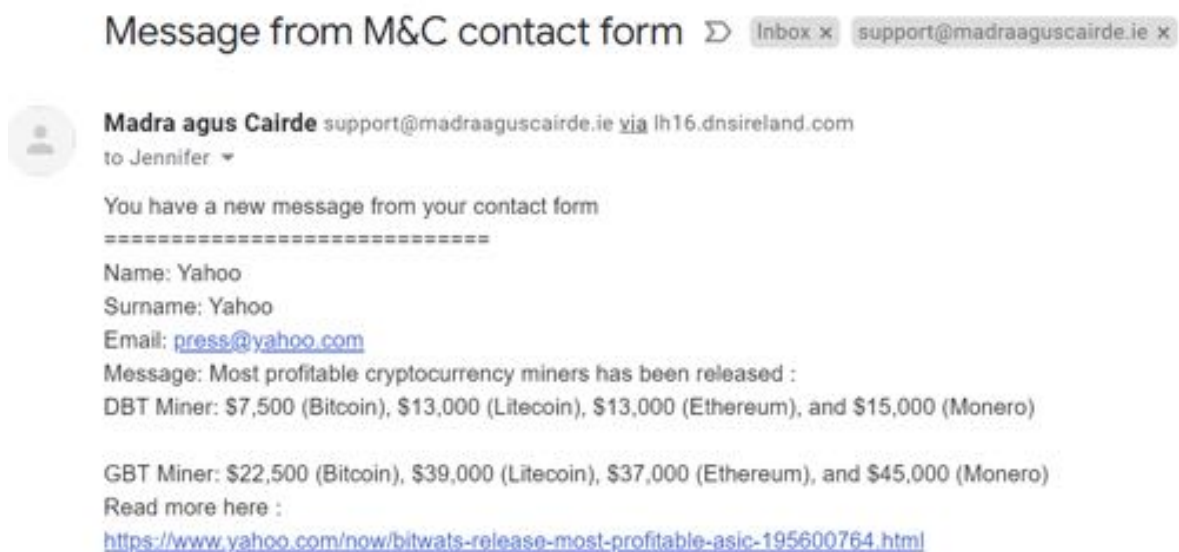 Message from M&C contact form Inbox x support@madraaguscairde.ie x
Madra agus Cairde support@madraaguscairde.ie via lh16.dnsireland.com
to Jennifer
You have a new message from your contact form
=============================
Name: Yahoo
Surname: Yahoo
Email: press@yahoo.com
Message: Most profitable cryptocurrency miners has been released :
DBT Miner: $7,500 (Bitcoin), $13,000 (Litecoin), $13,000 (Ethereum), and $15,000 (Monero)
GBT Miner: $22,500 (Bitcoin), $39,000 (Litecoin), $37,000 (Ethereum), and $45,000 (Monero)
Read more here :
https://www.yahoo.com/now/bitwats-release-most-profitable-asic-195600764.html